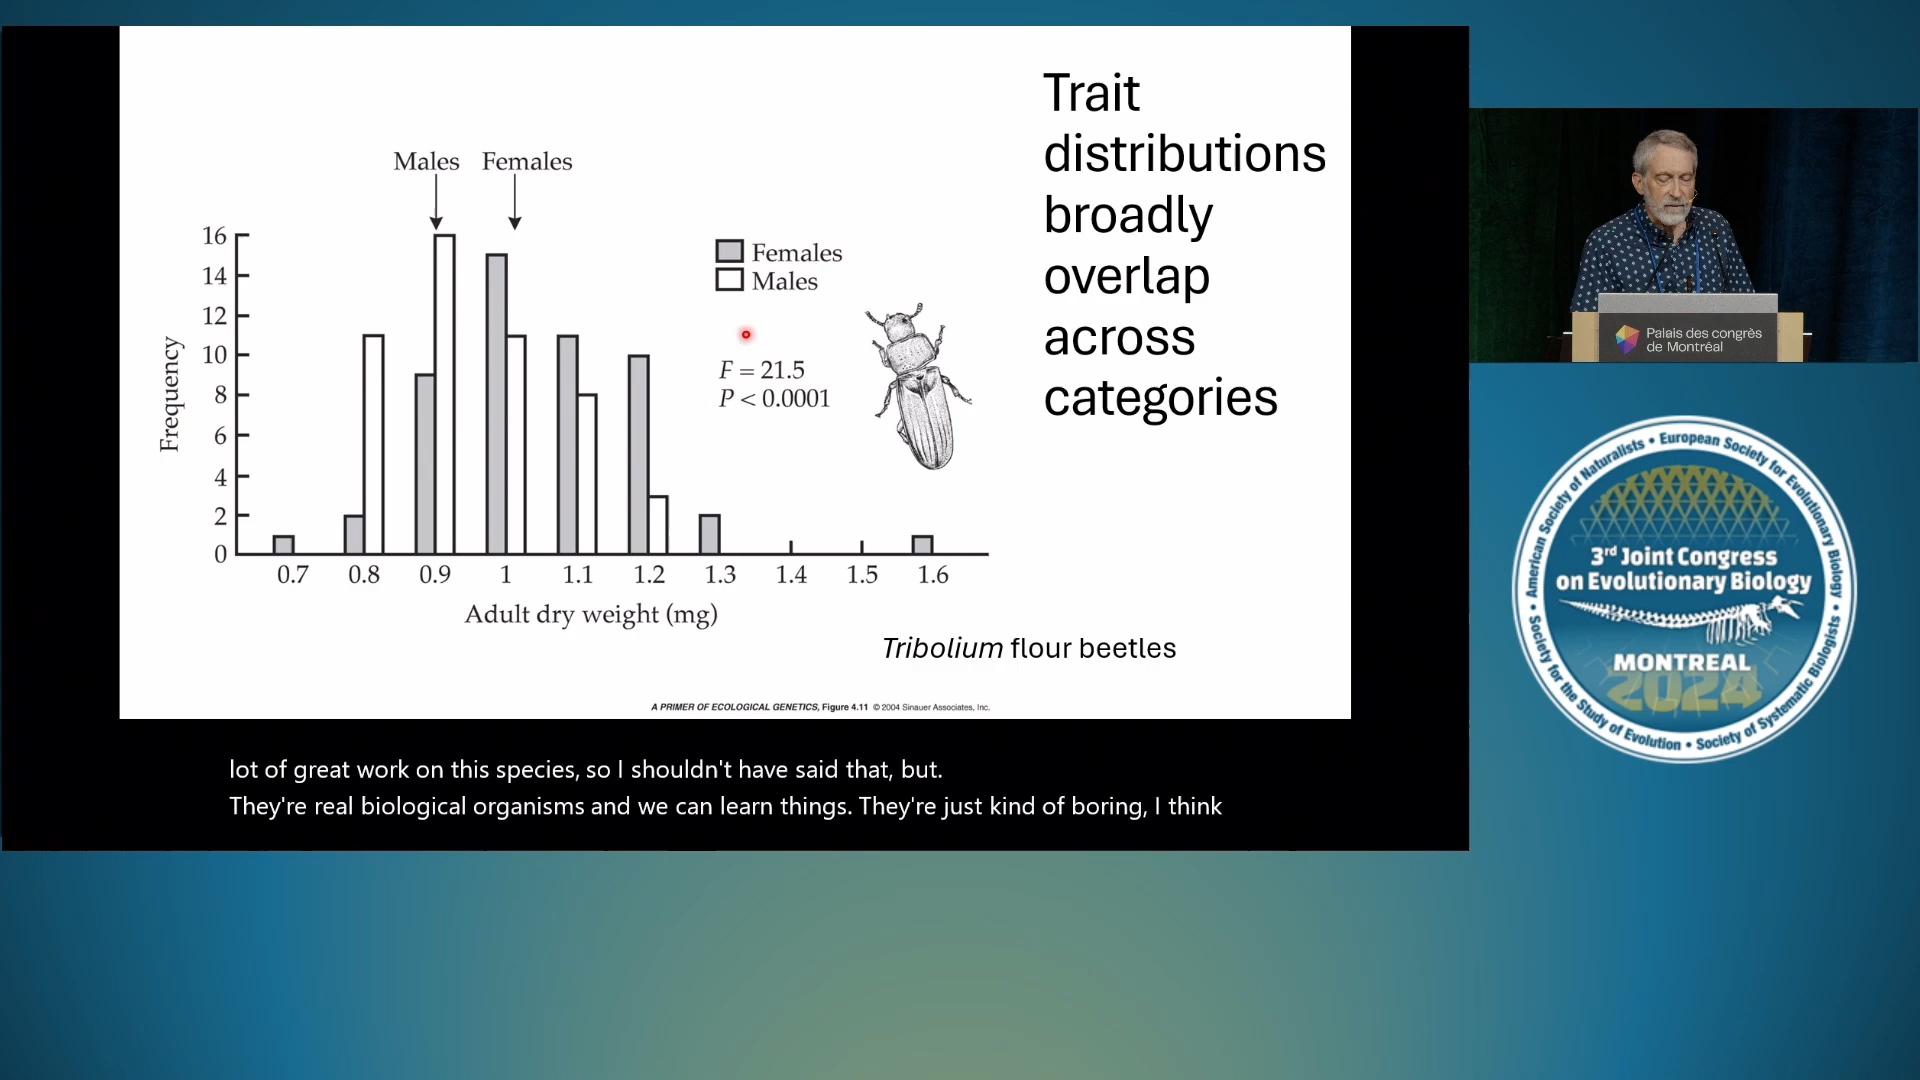 Trait
distributions
broadly
overlap
across
categories
Males Females
16
14
12
10
8
6
4
2
0
Frequency
Females
Males
F = 21.5
P < 0.0001
0.7 0.8 0.9 1 1.1 1.2 1.3 1.4 1.5 1.6
Adult dry weight (mg)
Tribolium flour beetles
A PRIMER OF ECOLOGICAL GENETICS, Figure 4.11 © 2004 Sinauer Associates, Inc.
lot of great work on this species, so I shouldn't have said that, but.
They're real biological organisms and we can learn things. They're just kind of boring, I think
Palais des congrès
de Montréal
American Society of Naturalists • European Society for Evolutionary Biology •
Society for the Study of Evolution • Society of Systematic Biologists •
3rd Joint Congress
on Evolutionary Biology
MONTREAL
2024